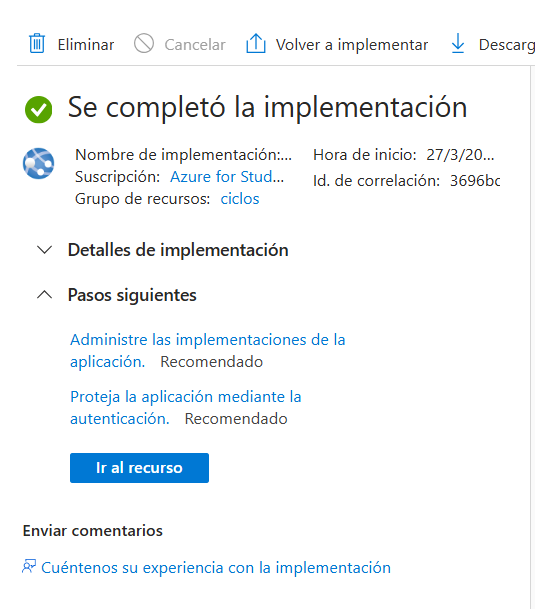 Eliminar Cancelar Volver a implementar Descarg
Se completó la implementación
Nombre de implementación:... Hora de inicio: 27/3/20...
Suscripción: Azure for Stud... Id. de correlación: 3696bc
Grupo de recursos: ciclos
Detalles de implementación
Pasos siguientes
Administre las implementaciones de la
aplicación. Recomendado
Proteja la aplicación mediante la
autenticación. Recomendado
Ir al recurso
Enviar comentarios
Cuéntenos su experiencia con la implementación